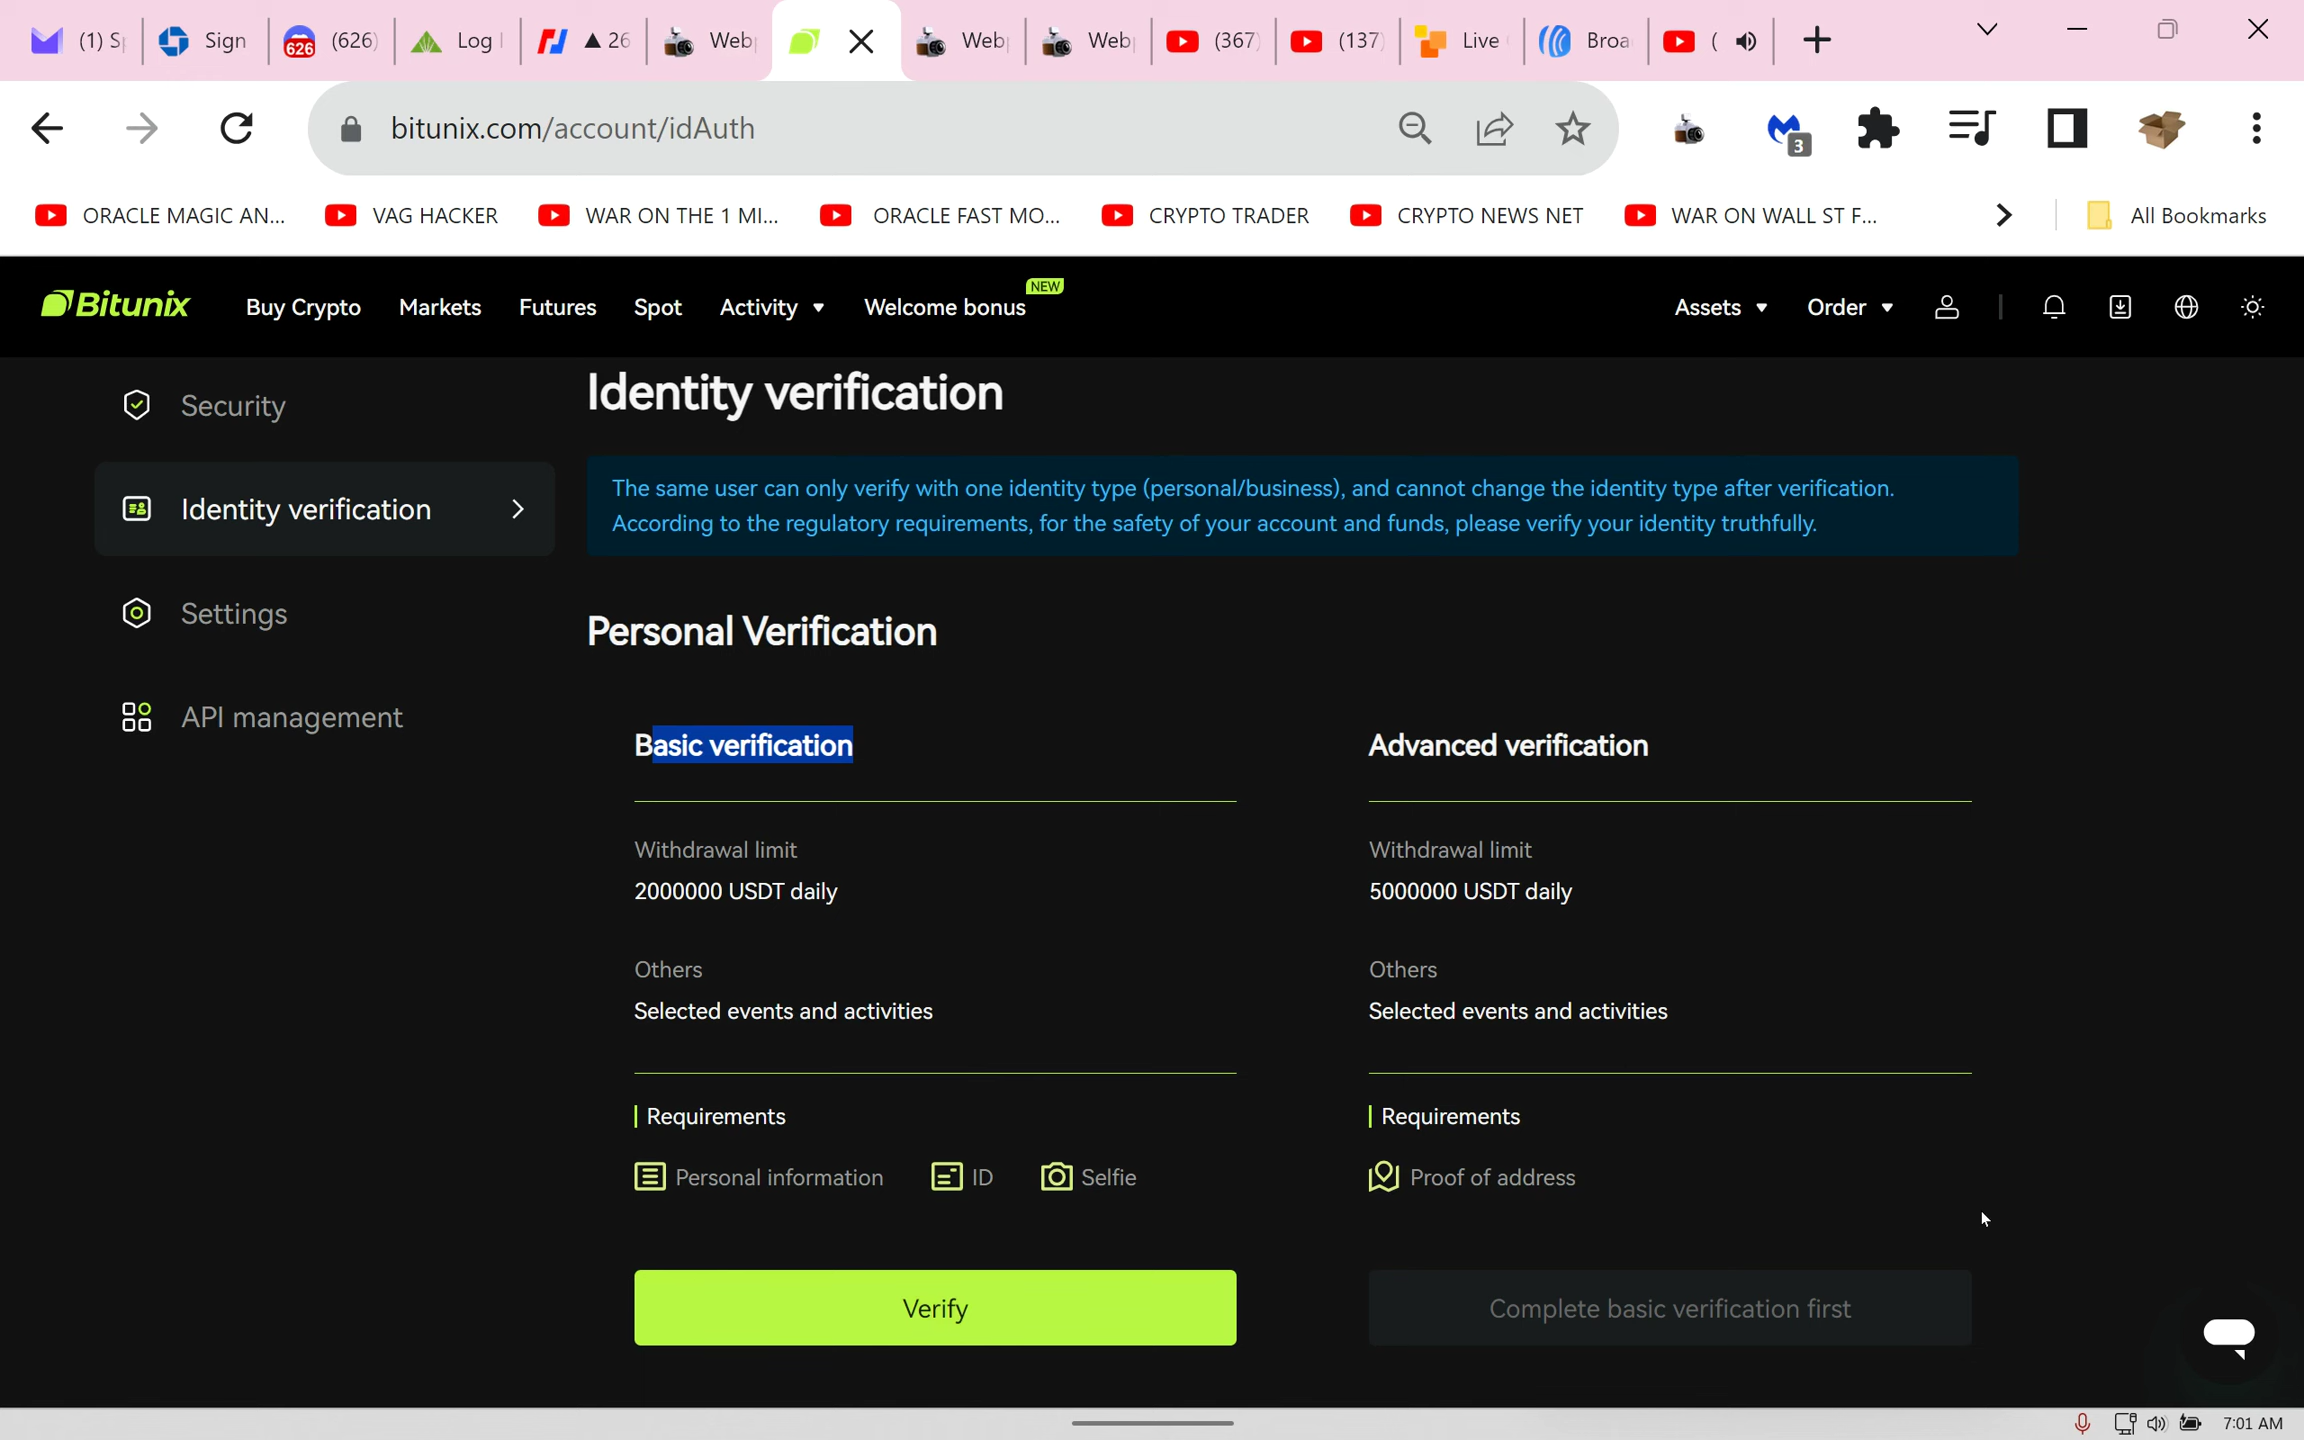 (1) S
Sign
626
(626)
Log
▲ 26
Web
Web
Web
(367)
(137)
Live
Broa
(
bitunix.com/account/idAuth
3
ORACLE MAGIC AN...
VAG HACKER
WAR ON THE 1 MI...
ORACLE FAST MO...
CRYPTO TRADER
CRYPTO NEWS NET
WAR ON WALL ST F...
All Bookmarks
Bitunix
Buy Crypto
Markets
Futures
Spot
Activity
Welcome bonus
NEW
Assets
Order
Security
Identity verification
Settings
API management
Identity verification
The same user can only verify with one identity type (personal/business), and cannot change the identity type after verification.
According to the regulatory requirements, for the safety of your account and funds, please verify your identity truthfully.
Personal Verification
Basic verification
Withdrawal limit
2000000 USDT daily
Others
Selected events and activities
Requirements
Personal information
ID
Selfie
Verify
Advanced verification
Withdrawal limit
5000000 USDT daily
Others
Selected events and activities
Requirements
Proof of address
Complete basic verification first
7:01 AM